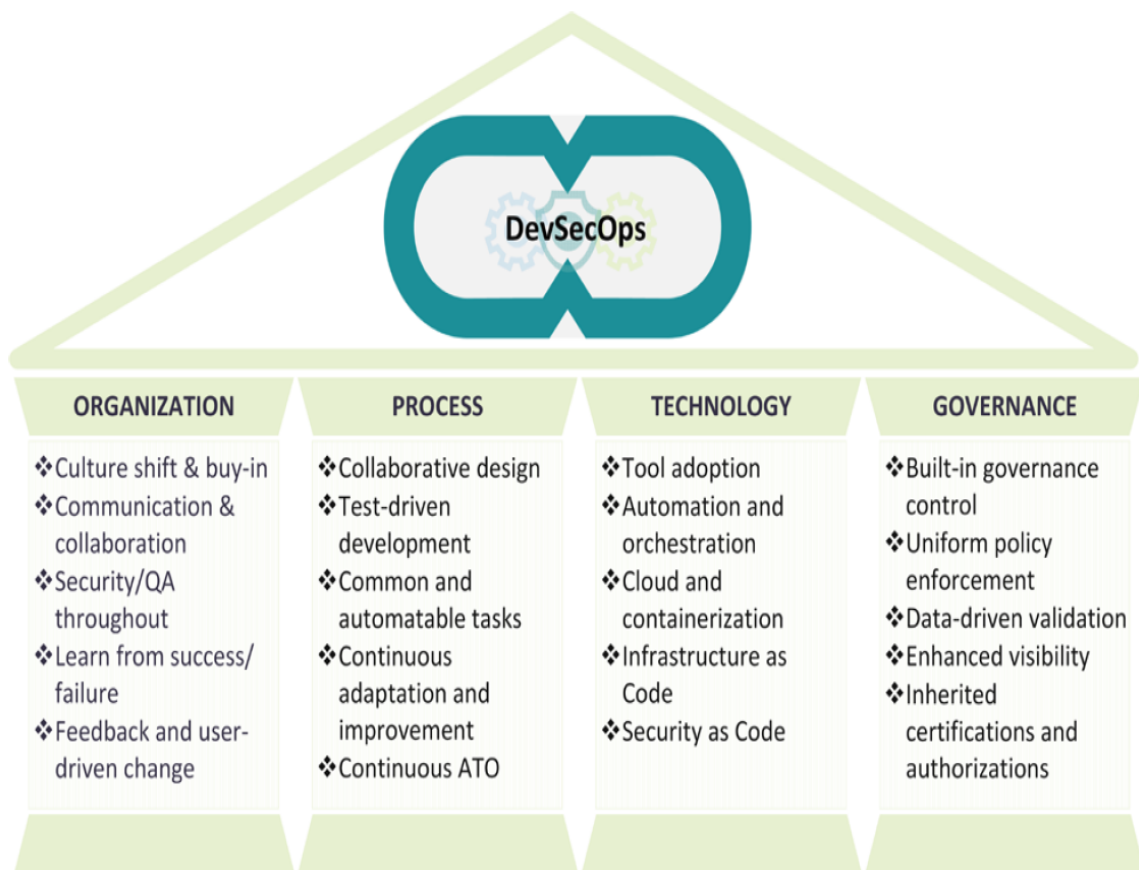 DevSecOps
ORGANIZATION
❖Culture shift & buy-in
❖Communication &
collaboration
❖Security/QA
throughout
❖Learn from success/
failure
❖Feedback and user-
driven change
PROCESS
❖Collaborative design
❖Test-driven
development
❖Common and
automatable tasks
❖Continuous
adaptation and
improvement
❖Continuous ATO
TECHNOLOGY
❖Tool adoption
❖Automation and
orchestration
❖Cloud and
containerization
❖Infrastructure as
Code
❖Security as Code
GOVERNANCE
❖Built-in governance
control
❖Uniform policy
enforcement
❖Data-driven validation
❖Enhanced visibility
❖Inherited
certifications and
authorizations